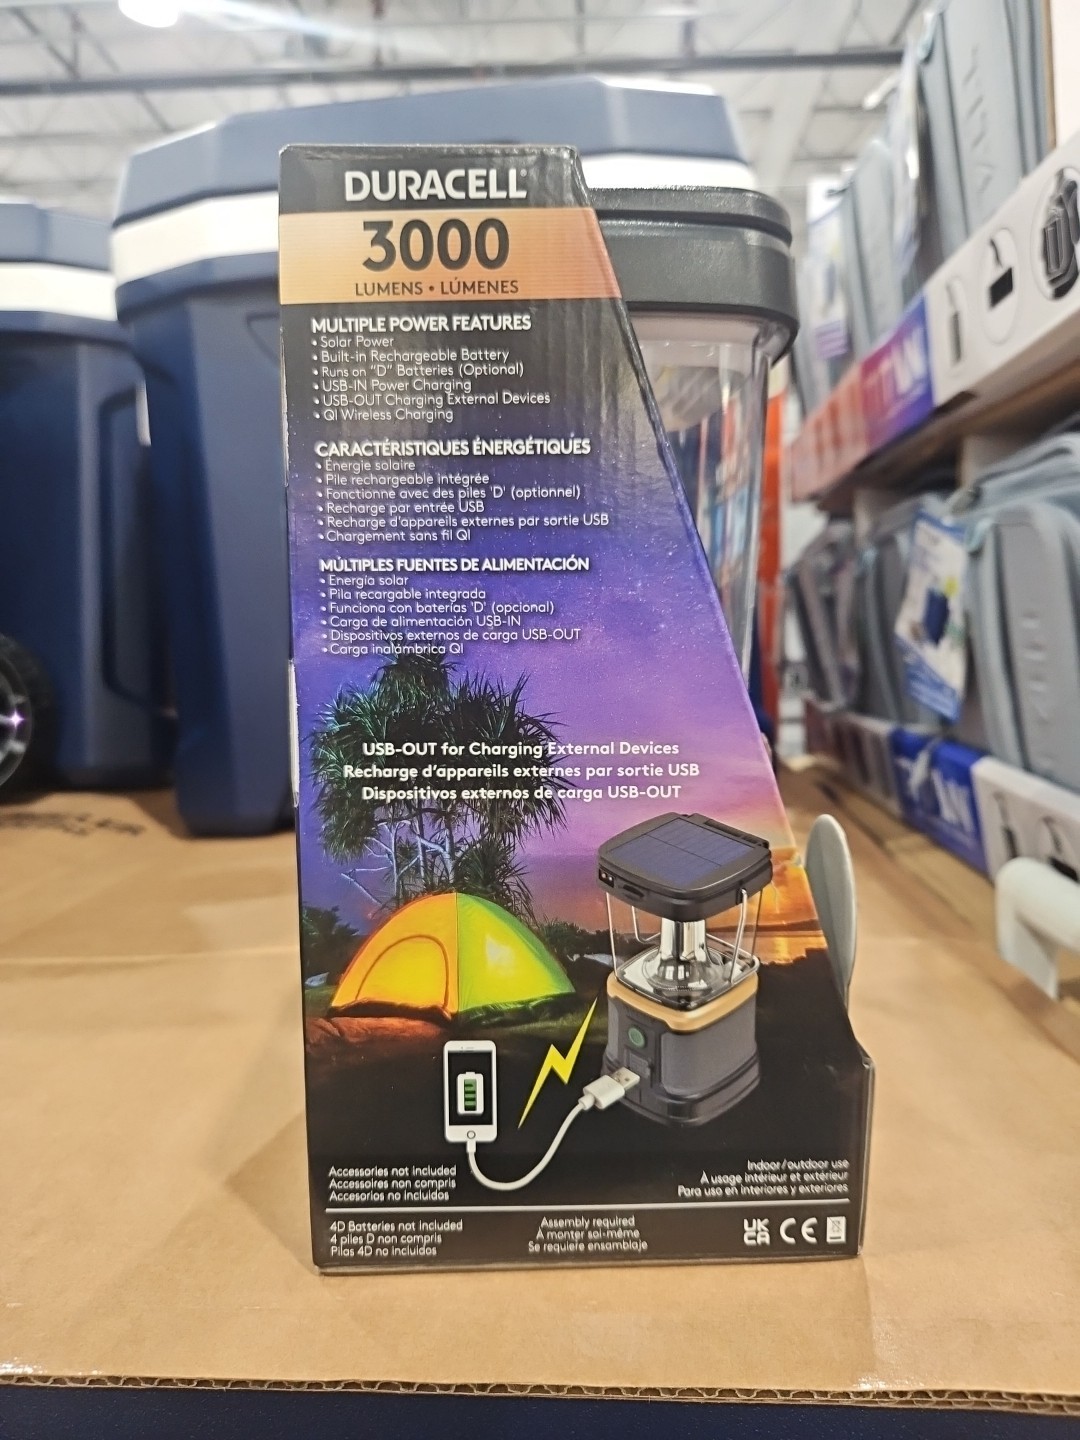 DURACELL
3000
LUMENS • LÚMENES
MULTIPLE POWER FEATURES
• Solar Power
• Built-in Rechargeable Battery
• Runs on "D" Batteries (Optional)
• USB-IN Power Charging
• USB-OUT Charging External Devices
• QI Wireless Charging
CARACTÉRISTIQUES ÉNERGÉTIQUES
• Énergie solaire
• Pile rechargeable intégrée
• Fonctionne avec des piles 'D' (optionnel)
• Recharge par entrée USB
• Recharge d'appareils externes par sortie USB
• Chargement sans fil QI
MÚLTIPLES FUENTES DE ALIMENTACIÓN
• Energía solar
• Pila recargable integrada
• Funciona con baterías 'D' (opcional)
• Carga de alimentación USB-IN
• Dispositivos externos de carga USB-OUT
• Carga inalámbrica QI
USB-OUT for Charging External Devices
Recharge d'appareils externes par sortie USB
Dispositivos externos de carga USB-OUT
Accessories not included
Accessoires non compris
Accesorios no incluidos
Indoor/outdoor use
À usage intérieur et extérieur
Para uso en interiores y exteriores
4D Batteries not included
4 piles D non compris
Pilas 4D no incluidos
Assembly required
À monter soi-même
Se requiere ensamblaje
UK
CA
CE
TITAN